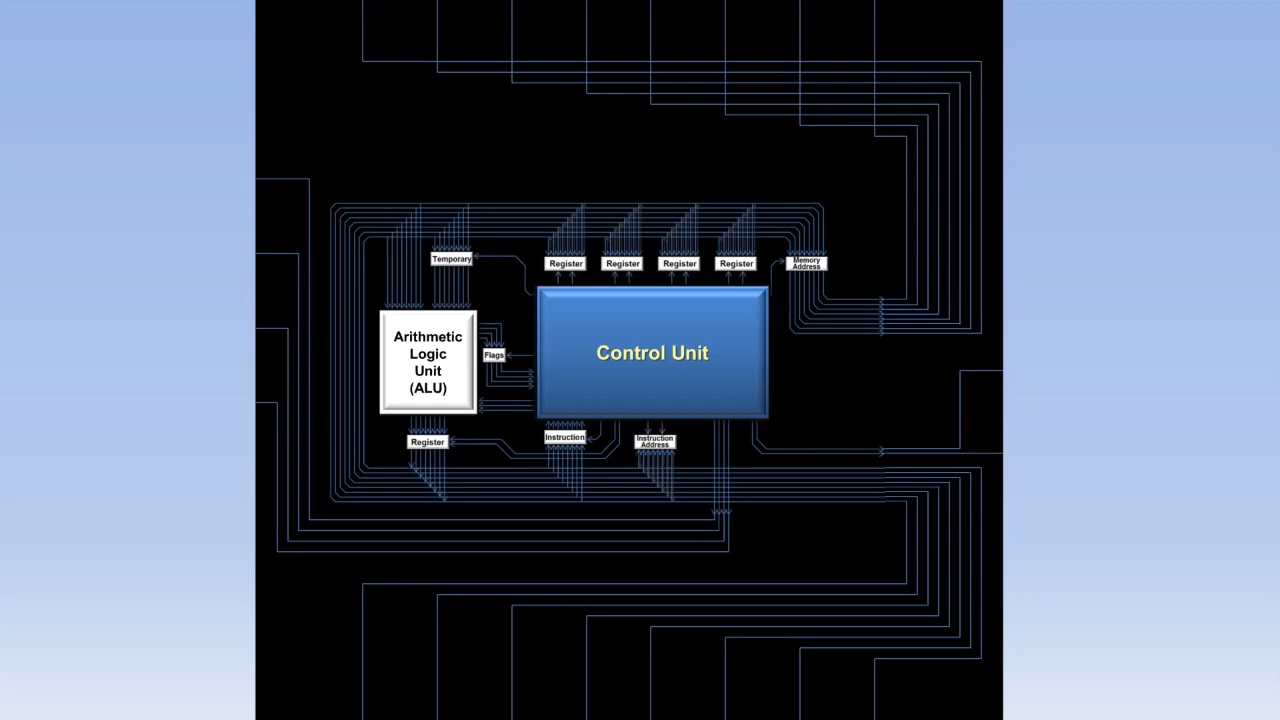 Temporary
Register
Register
Register
Register
Memory
Address
Arithmetic
Logic
Unit
(ALU)
Flags
Control Unit
Register
Instruction
Instruction
Address